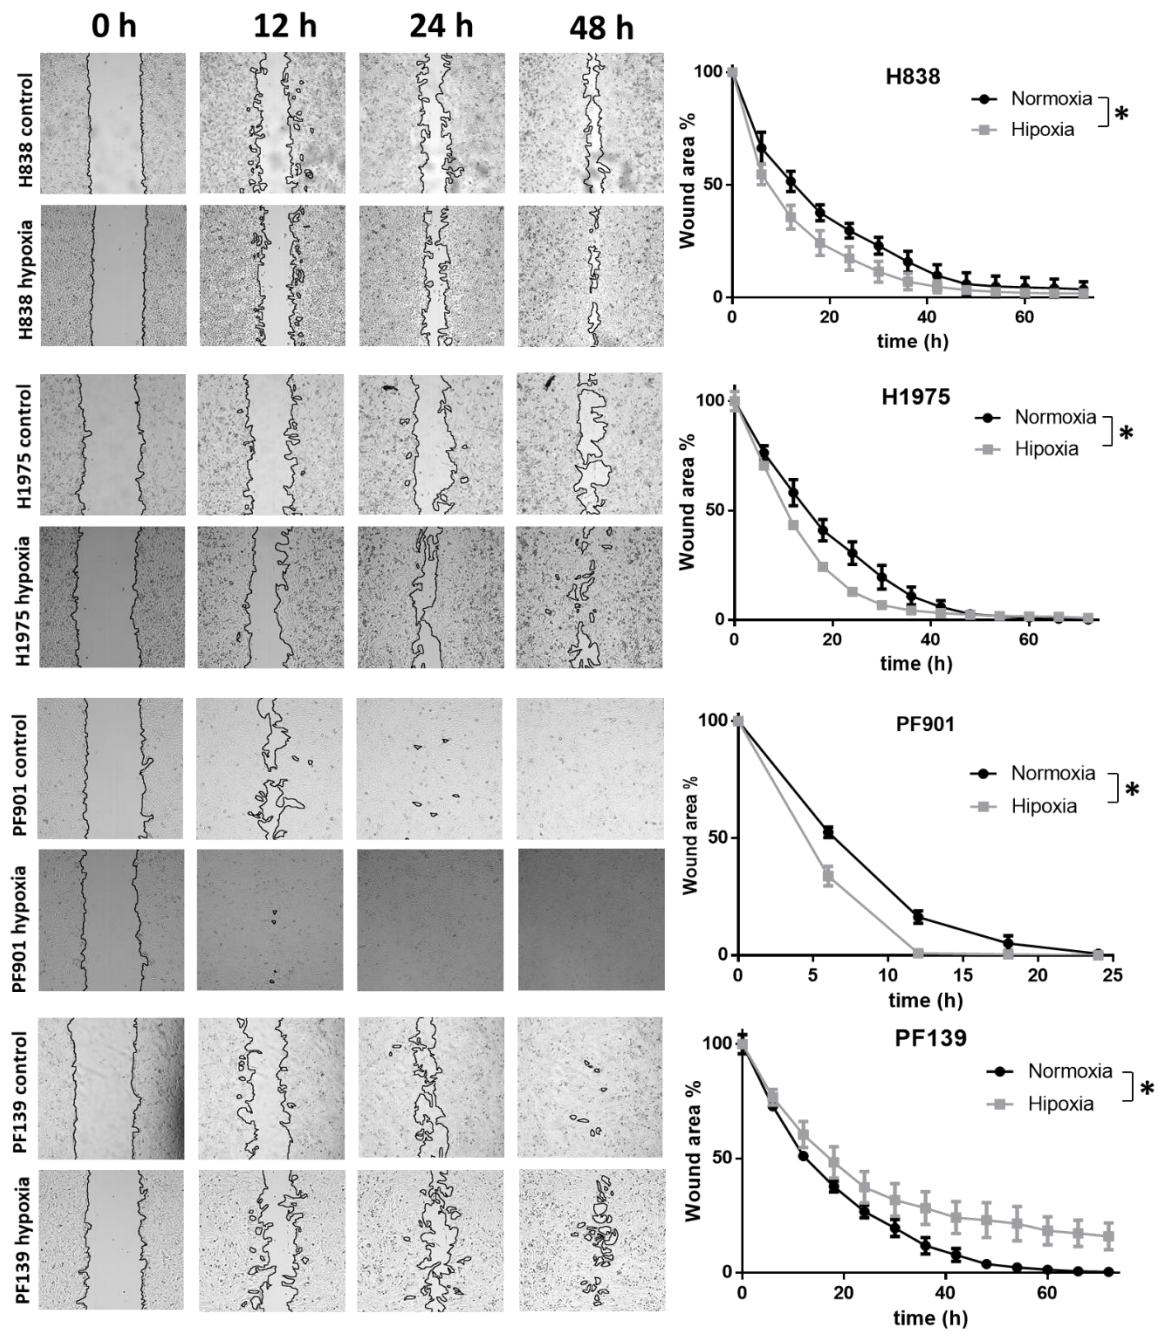 0 h 12 h 24 h 48 h
H838 control
H838 hypoxia
H1975 control
H1975 hypoxia
PF901 control
PF901 hypoxia
PF139 control
PF139 hypoxia
H838
Normoxia
Hipoxia
*
Wound area %
100
50
0
0 20 40 60
time (h)
H1975
Normoxia
Hipoxia
*
Wound area %
100
50
0
0 20 40 60
time (h)
PF901
Normoxia
Hipoxia
*
Wound area %
100
50
0
0 5 10 15 20 25
time (h)
PF139
Normoxia
Hipoxia
*
Wound area %
100
50
0
0 20 40 60
time (h)